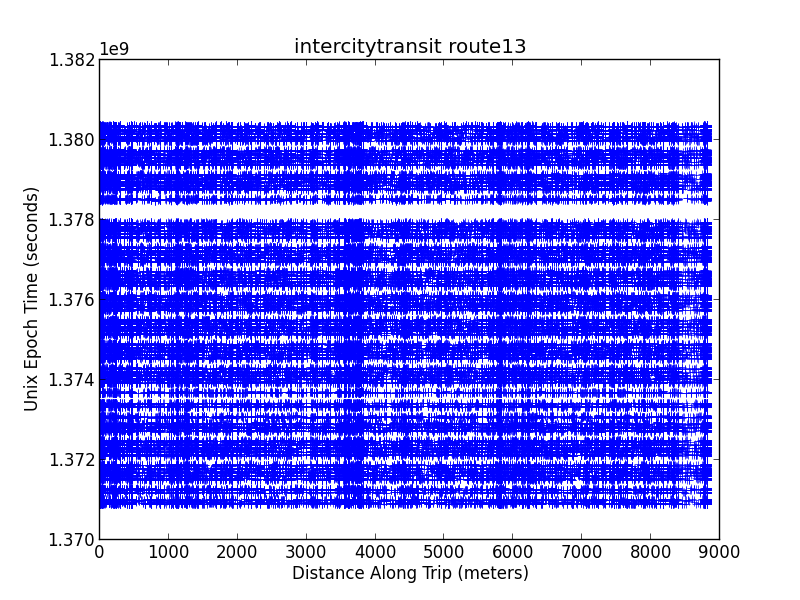 intercitytransit route13
1e9
1.382
1.380
1.378
1.376
1.374
1.372
1.370
Unix Epoch Time (seconds)
0 1000 2000 3000 4000 5000 6000 7000 8000 9000
Distance Along Trip (meters)